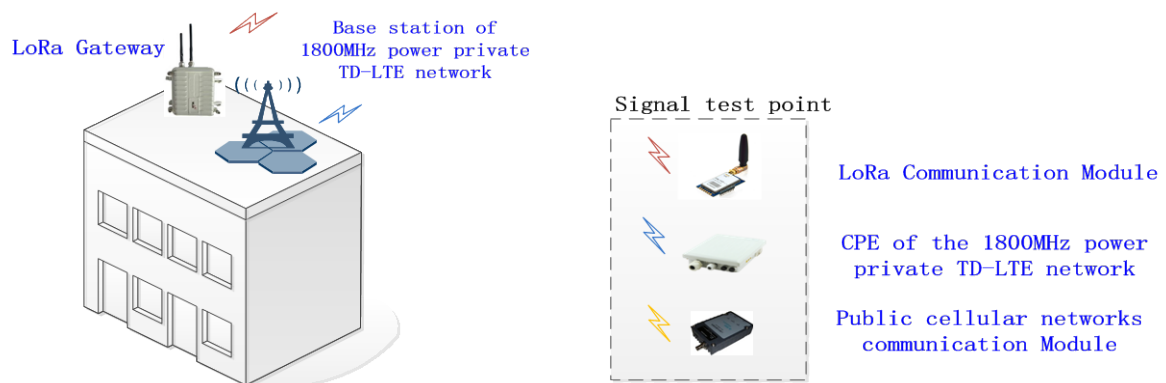 LoRa Gateway
Base station of
1800MHz power private
TD-LTE network
Signal test point
LoRa Communication Module
CPE of the 1800MHz power
private TD-LTE network
Public cellular networks
communication Module